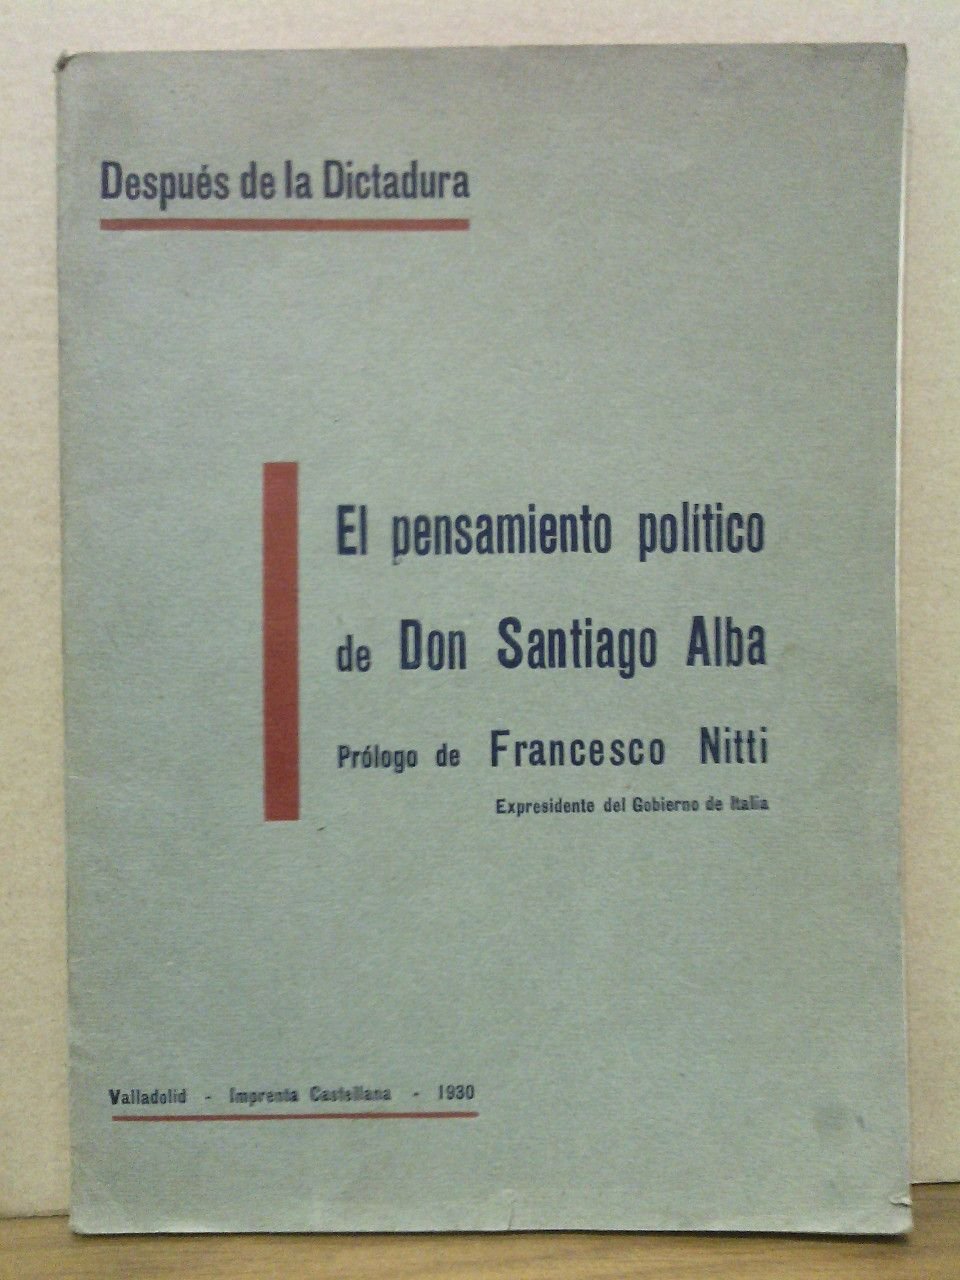 Después de la Dictadura
El pensamiento político
de Don Santiago Alba
Prólogo de Francesco Nitti
Expresidente del Gobierno de Italia
Valladolid - Imprenta Castellana - 1930